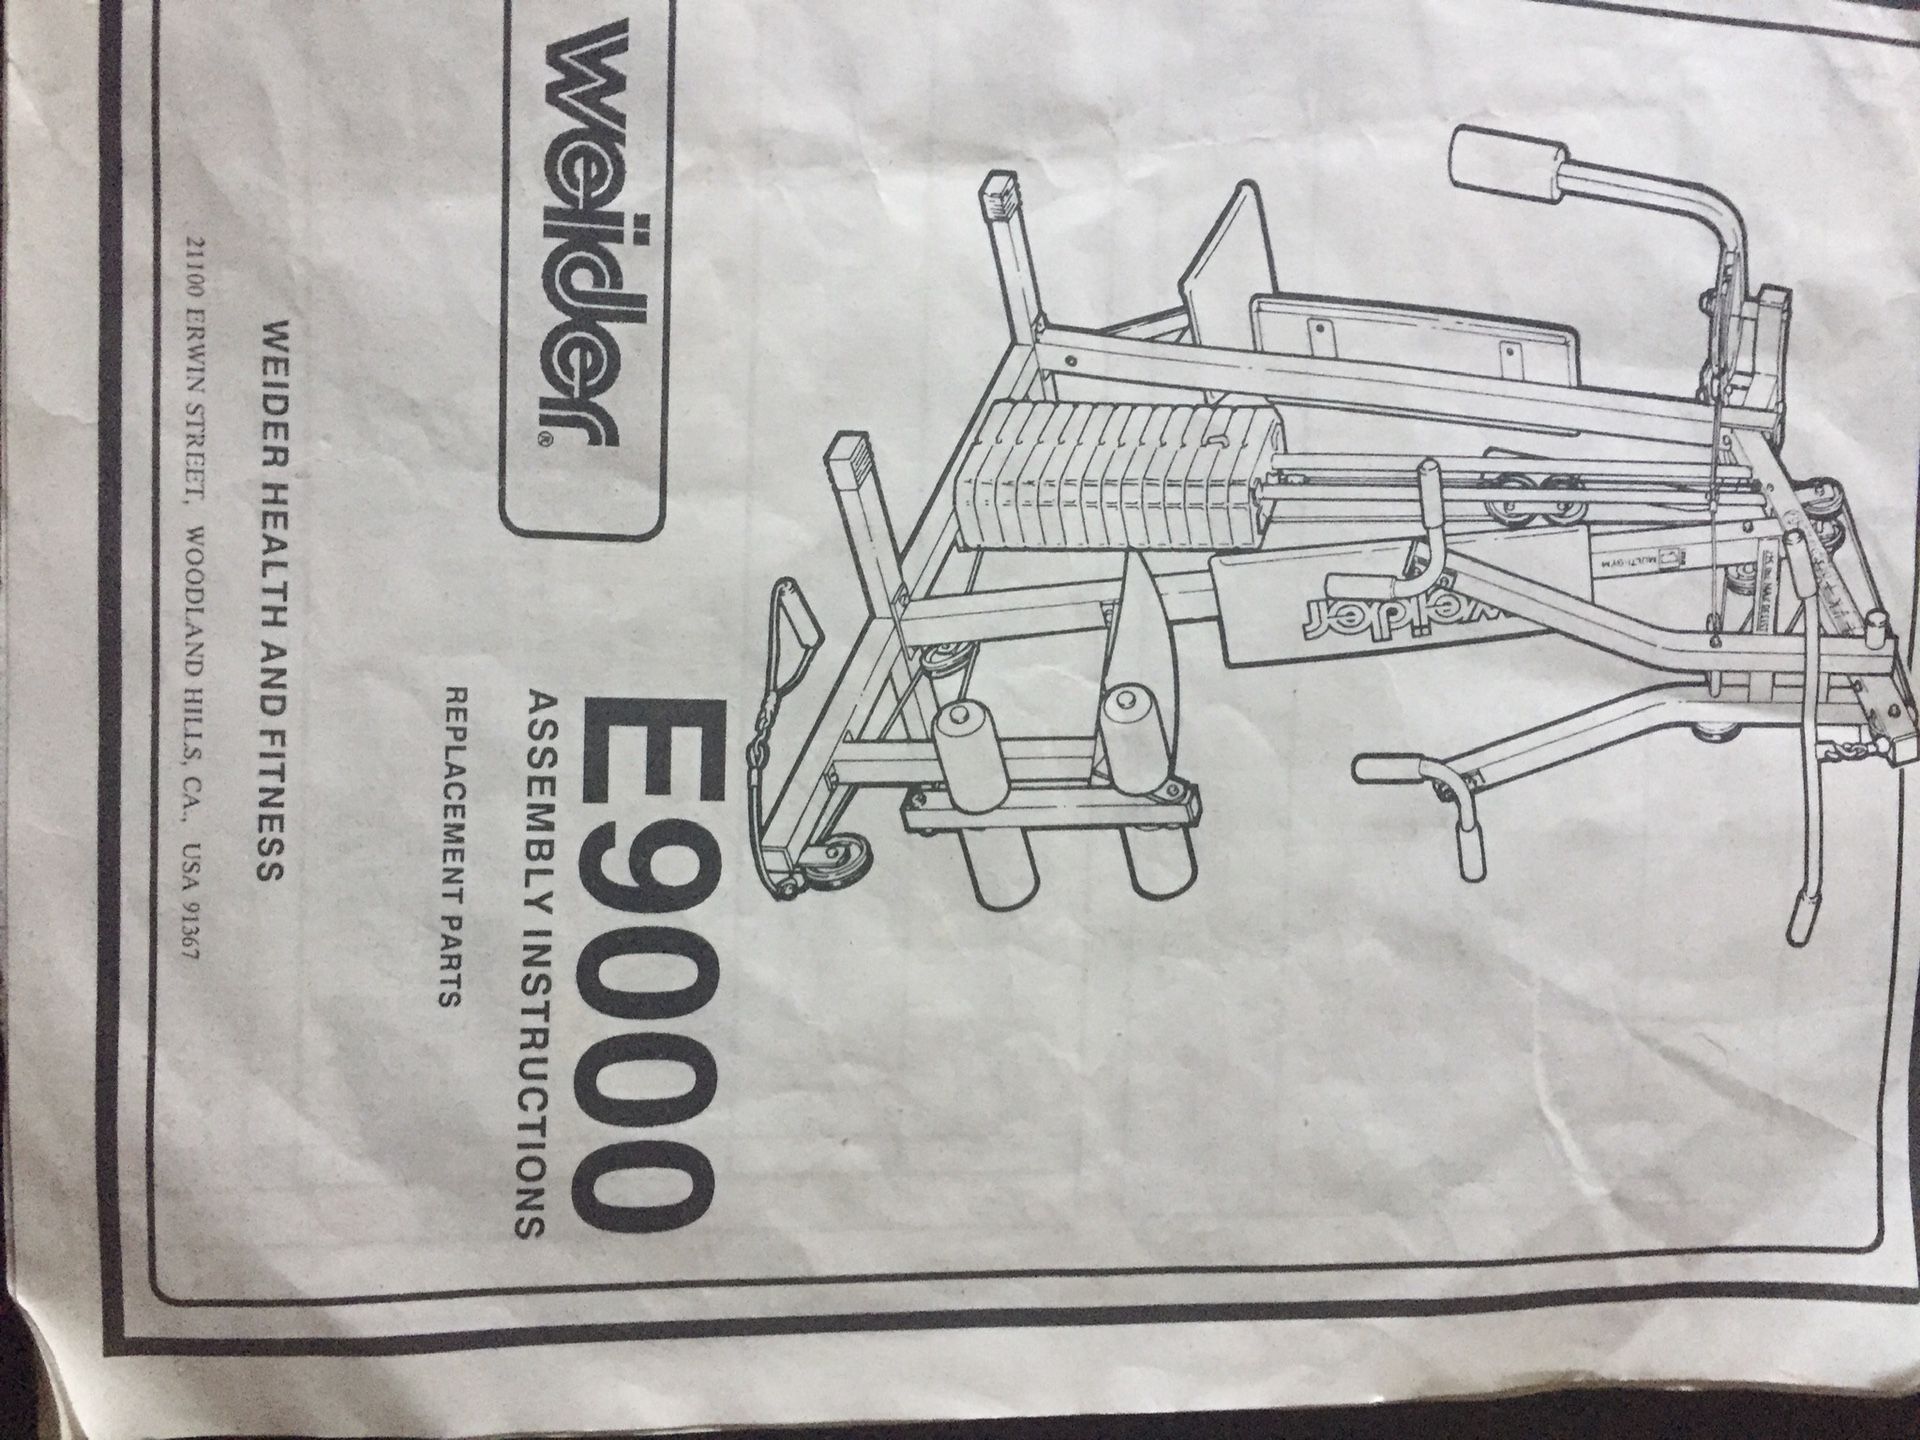 MULTI-GYM
weider
weider®
E9000
ASSEMBLY INSTRUCTIONS
REPLACEMENT PARTS
WEIDER HEALTH AND FITNESS
21100 ERWIN STREET, WOODLAND HILLS, CA., USA 91367